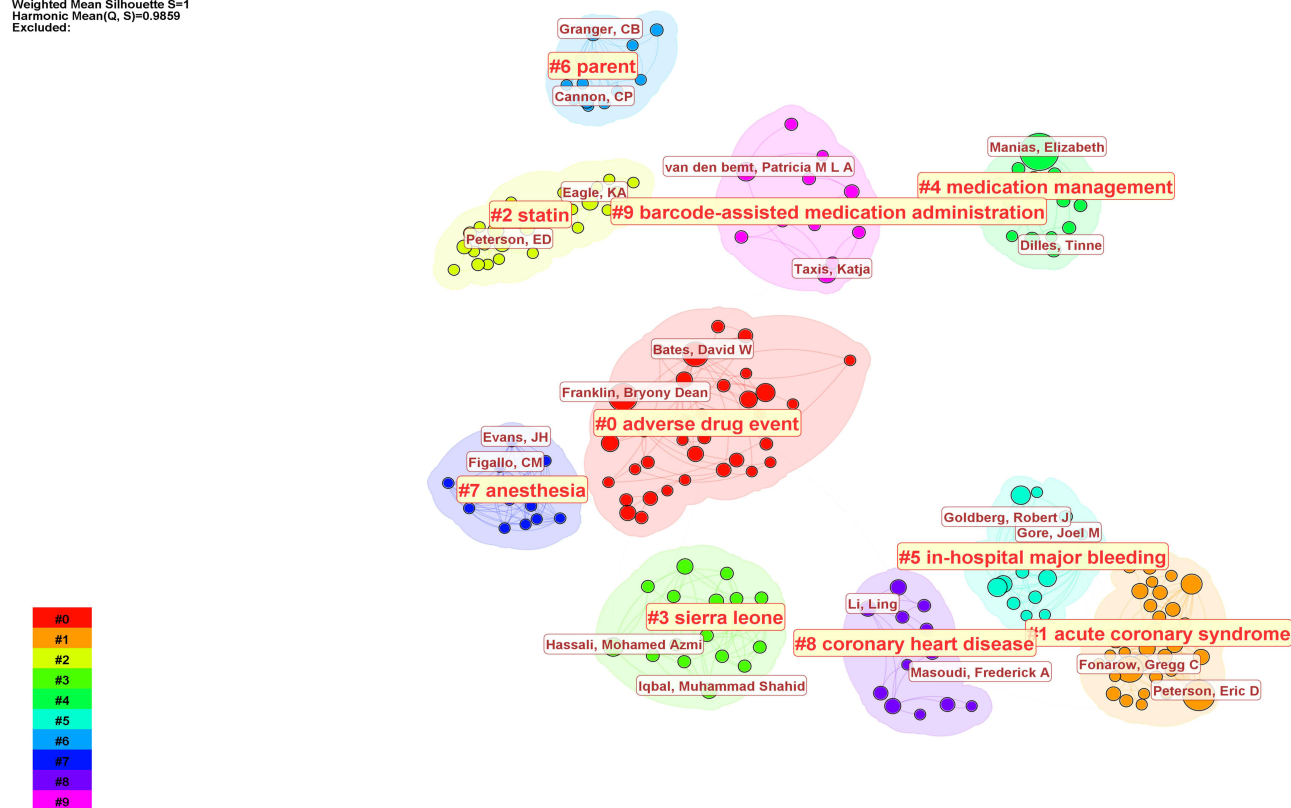 Weighted Mean Silhouette S=1
Harmonic Mean(Q, S)=0.9859
Excluded:
Granger, CB
#6 parent
Cannon, CP
Manias, Elizabeth
van den bemt, Patricia M L A
#4 medication management
Eagle, KA
#2 statin
#9 barcode-assisted medication administration
Peterson, ED
Dilles, Tinne
Taxis, Katja
Bates, David W
Franklin, Bryony Dean
#0 adverse drug event
Evans, JH
Figallo, CM
#7 anesthesia
Goldberg, Robert J
Gore, Joel M
#5 in-hospital major bleeding
Li, Ling
#3 sierra leone
#1 acute coronary syndrome
Hassali, Mohamed Azmi
#8 coronary heart disease
Fonarow, Gregg C
Masoudi, Frederick A
Iqbal, Muhammad Shahid
Peterson, Eric D
#0
#1
#2
#3
#4
#5
#6
#7
#8
#9